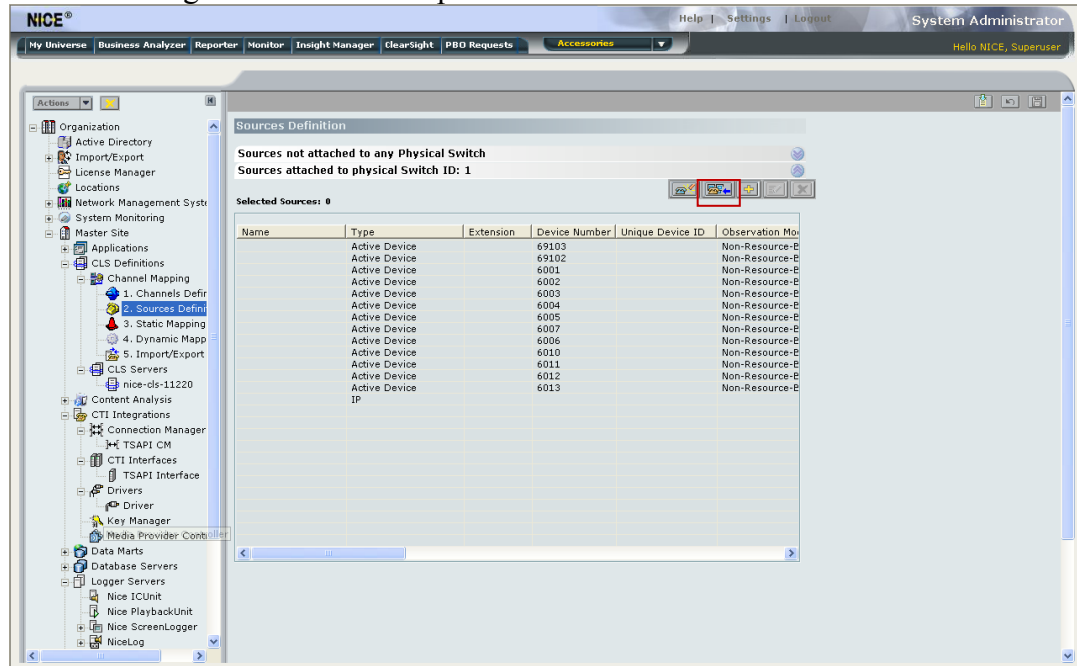 NICE®
Help | Settings | Logout
System Administrator
My Universe Business Analyzer Reporter Monitor Insight Manager ClearSight PBO Requests Accessories
Hello NICE, Superuser
Actions
Organization
Active Directory
Import/Export
License Manager
Locations
Network Management Syste
System Monitoring
Master Site
Applications
CLS Definitions
Channel Mapping
1. Channels Defir
2. Sources Defini
3. Static Mapping
4. Dynamic Mapp
5. Import/Export
CLS Servers
nice-cls-11220
Content Analysis
CTI Integrations
Connection Manager
TSAPI CM
CTI Interfaces
TSAPI Interface
Drivers
Driver
Key Manager
Media Provider Controller
Data Marts
Database Servers
Logger Servers
Nice ICUnit
Nice PlaybackUnit
Nice ScreenLogger
NiceLog
Sources Definition
Sources not attached to any Physical Switch
Sources attached to physical Switch ID: 1
Selected Sources: 0
Name Type Extension Device Number Unique Device ID Observation Mo
Active Device 69103 Non-Resource-B
Active Device 69102 Non-Resource-B
Active Device 6001 Non-Resource-B
Active Device 6002 Non-Resource-B
Active Device 6003 Non-Resource-B
Active Device 6004 Non-Resource-B
Active Device 6005 Non-Resource-B
Active Device 6007 Non-Resource-B
Active Device 6006 Non-Resource-B
Active Device 6010 Non-Resource-B
Active Device 6011 Non-Resource-B
Active Device 6012 Non-Resource-B
Active Device 6013 Non-Resource-B
IP